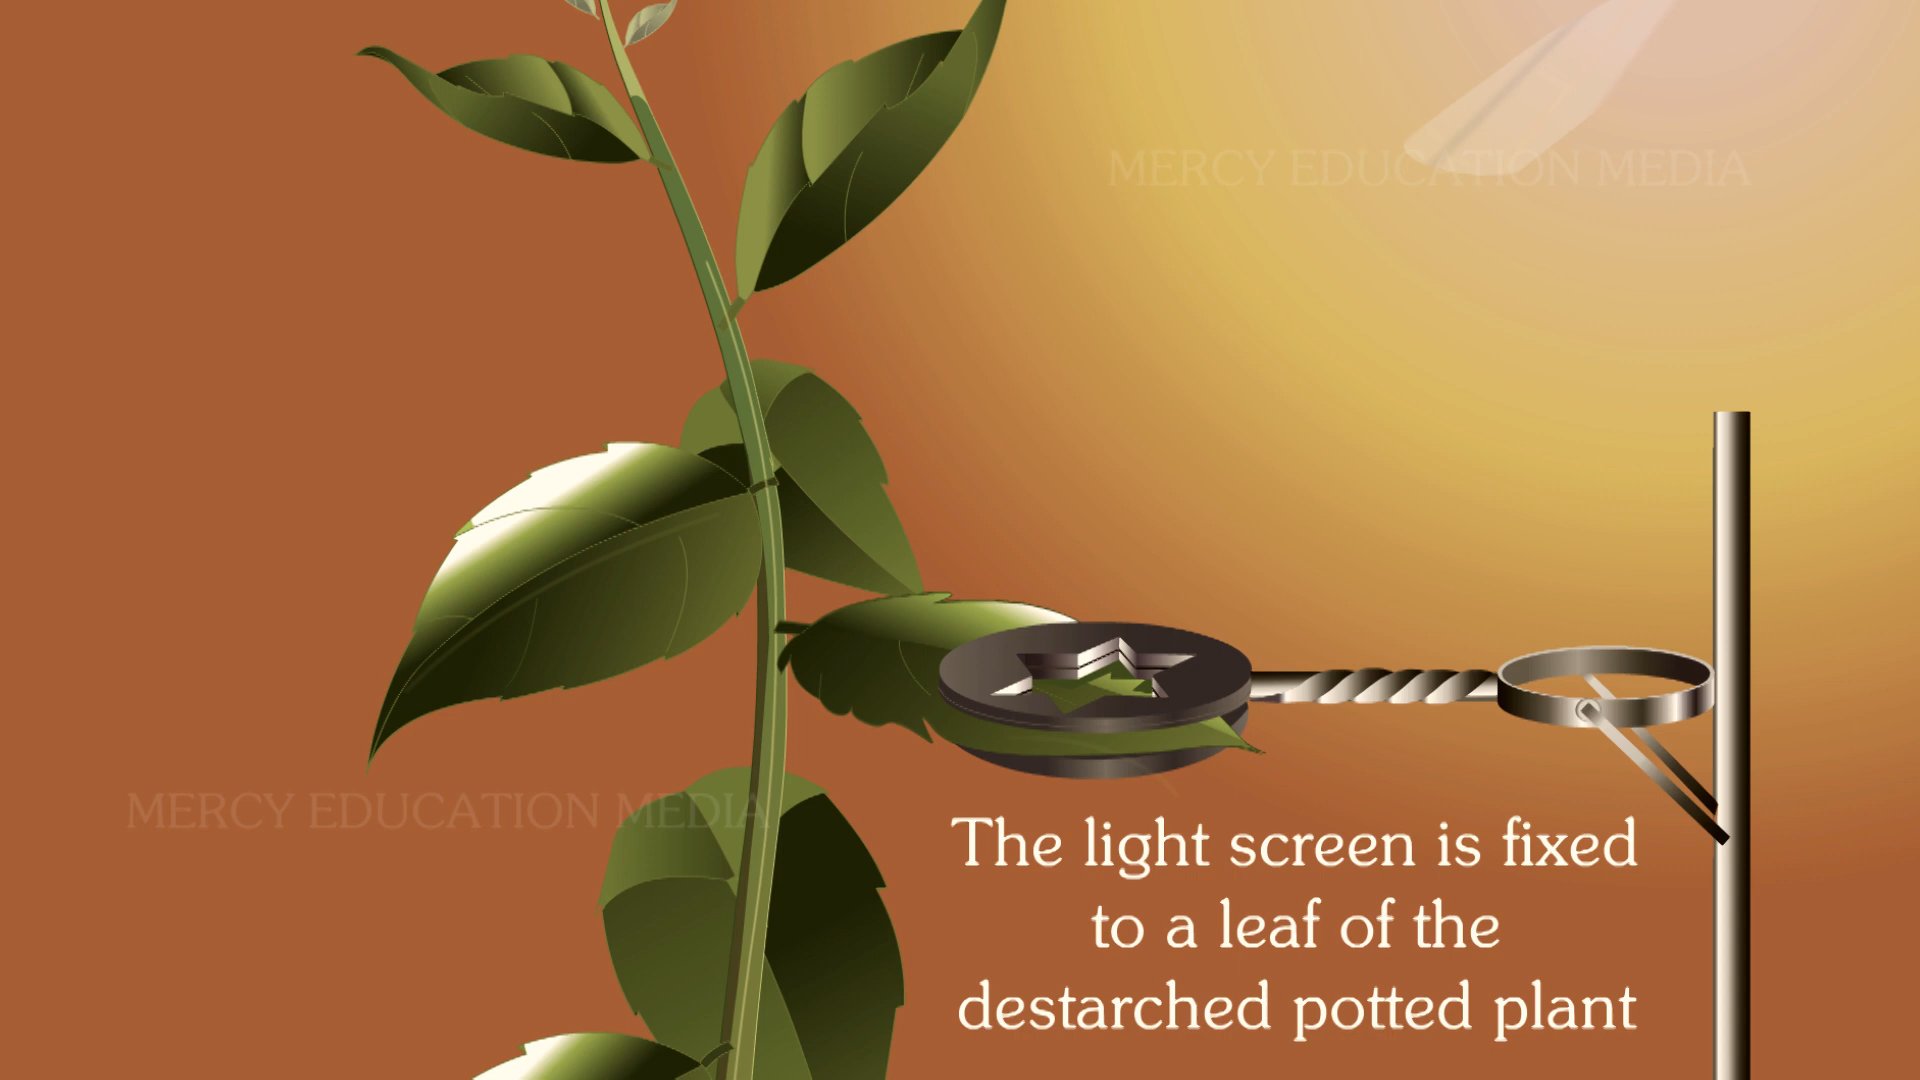 MERCY EDUCATION MEDIA
MERCY EDUCATION MEDIA
The light screen is fixed
to a leaf of the
destarched potted plant